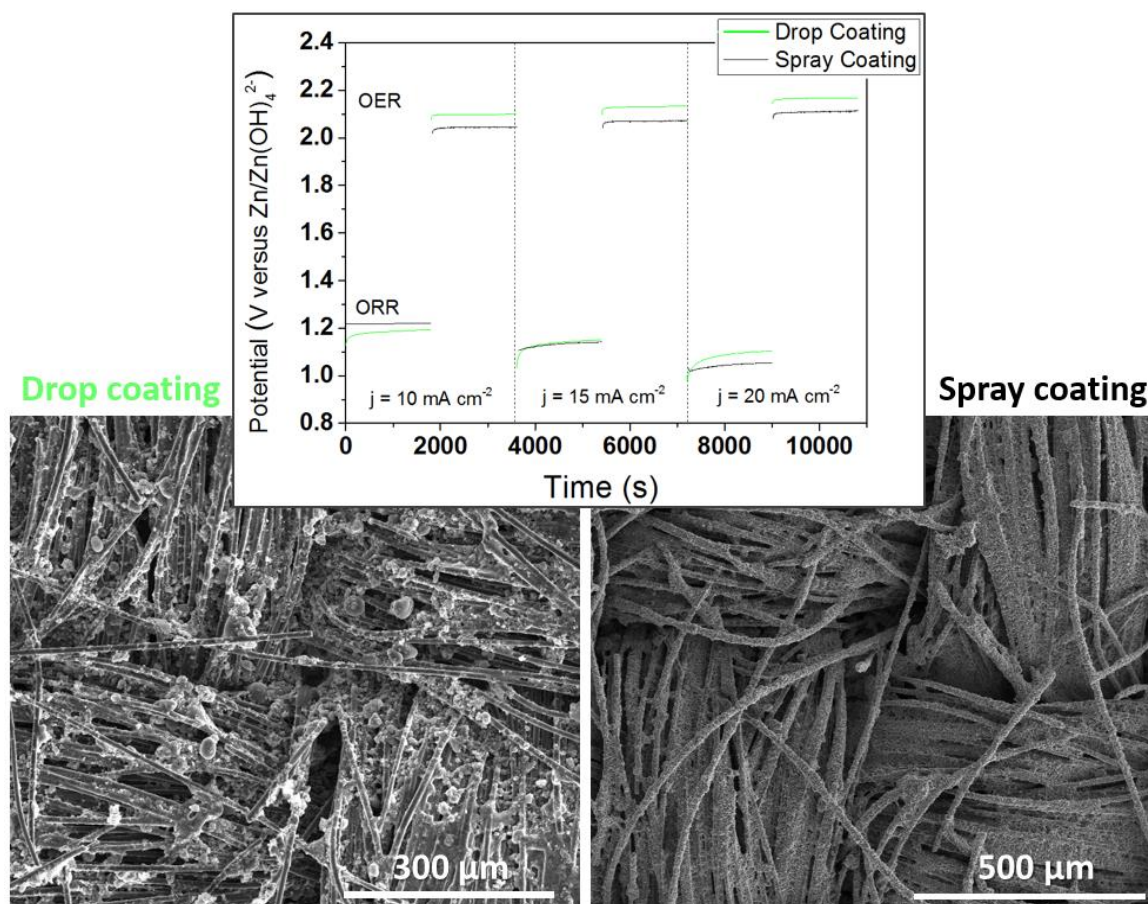 Drop Coating
Spray Coating
Potential (V versus Zn/Zn(OH)₄²⁻)
2.4
2.2
2.0
1.8
1.6
1.4
1.2
1.0
0.8
OER
ORR
j = 10 mA cm⁻²
j = 15 mA cm⁻²
j = 20 mA cm⁻²
0
2000
4000
6000
8000
10000
Time (s)
Drop coating
Spray coating
300 µm
500 µm